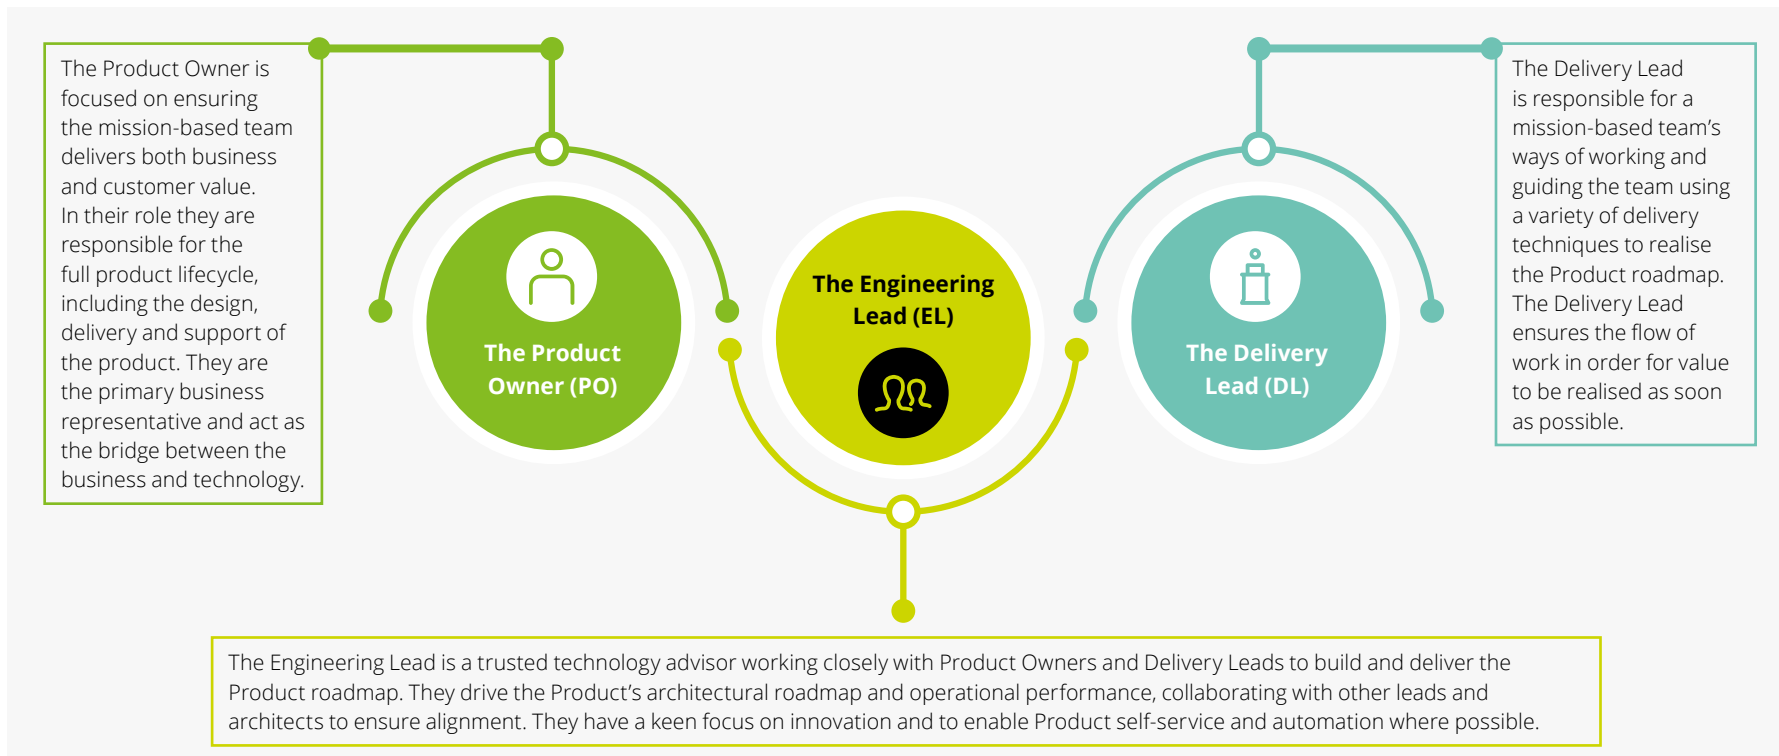 The Product Owner is
focused on ensuring
the mission-based team
delivers both business
and customer value.
In their role they are
responsible for the
full product lifecycle,
including the design,
delivery and support of
the product. They are
the primary business
representative and act as
the bridge between the
business and technology.
The Product
Owner (PO)
The Engineering
Lead (EL)
The Delivery
Lead (DL)
The Delivery Lead
is responsible for a
mission-based team’s
ways of working and
guiding the team using
a variety of delivery
techniques to realise
the Product roadmap.
The Delivery Lead
ensures the flow of
work in order for value
to be realised as soon
as possible.
The Engineering Lead is a trusted technology advisor working closely with Product Owners and Delivery Leads to build and deliver the
Product roadmap. They drive the Product’s architectural roadmap and operational performance, collaborating with other leads and
architects to ensure alignment. They have a keen focus on innovation and to enable Product self-service and automation where possible.